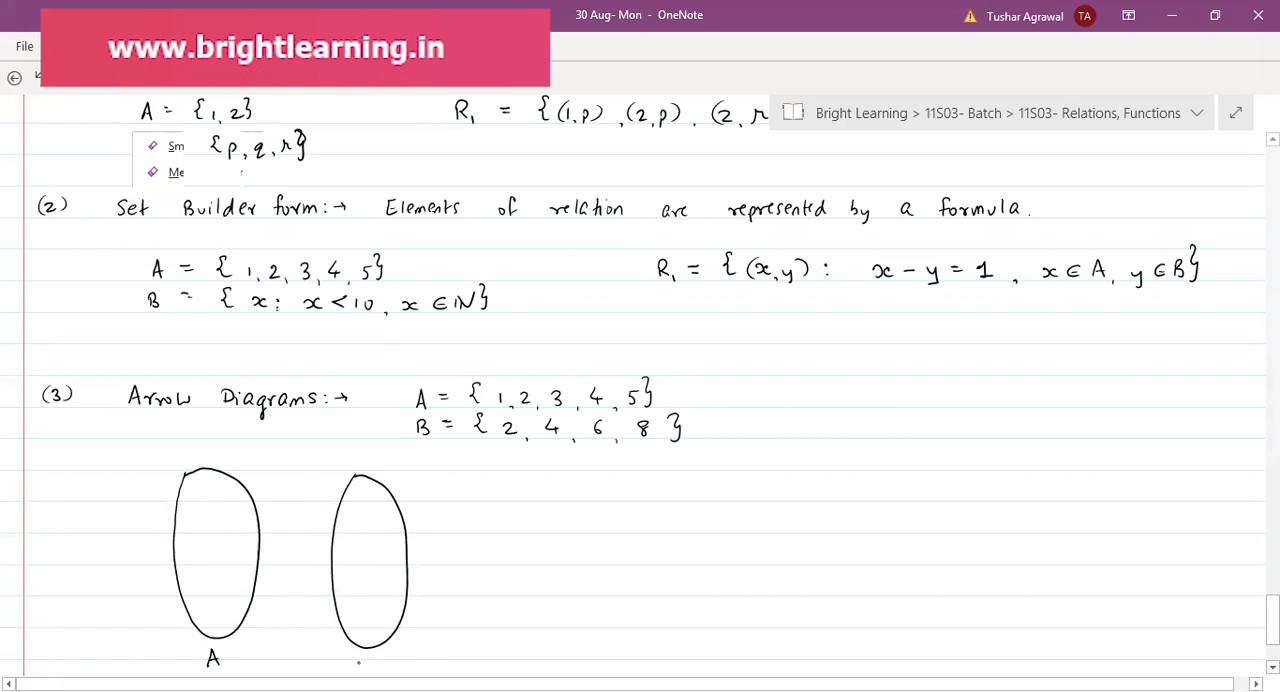 30 Aug- Mon - OneNote
Tushar Agrawal TA
File
www.brightlearning.in
A = {1, 2}
R₁ = {(1,p) , (2,p) , (2, r
Bright Learning > 11S03- Batch > 11S03- Relations, Functions
Sm
{p, q, r}
Me
(2) Set Builder form:→ Elements of relation are represented by a formula.
A = { 1, 2, 3, 4, 5}
R₁ = { (x,y) : x - y = 1 , x ∈ A, y ∈ B}
B = { x: x < 10, x ∈ N}
(3) Arrow Diagrams:→ A = { 1, 2, 3, 4, 5}
B = { 2, 4, 6, 8 }
A